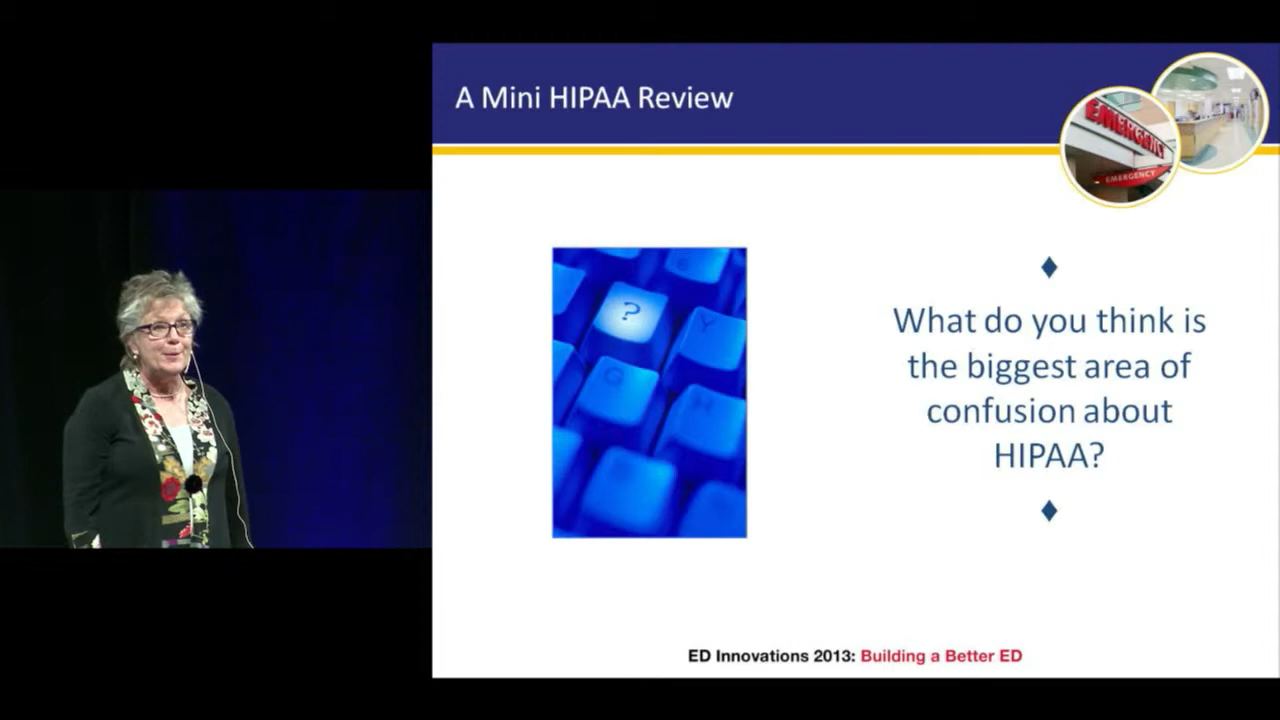 A Mini HIPAA Review
EMERGENCY
EMERGENCY
?
E
Y
G
H
What do you think is
the biggest area of
confusion about
HIPAA?
ED Innovations 2013: Building a Better ED